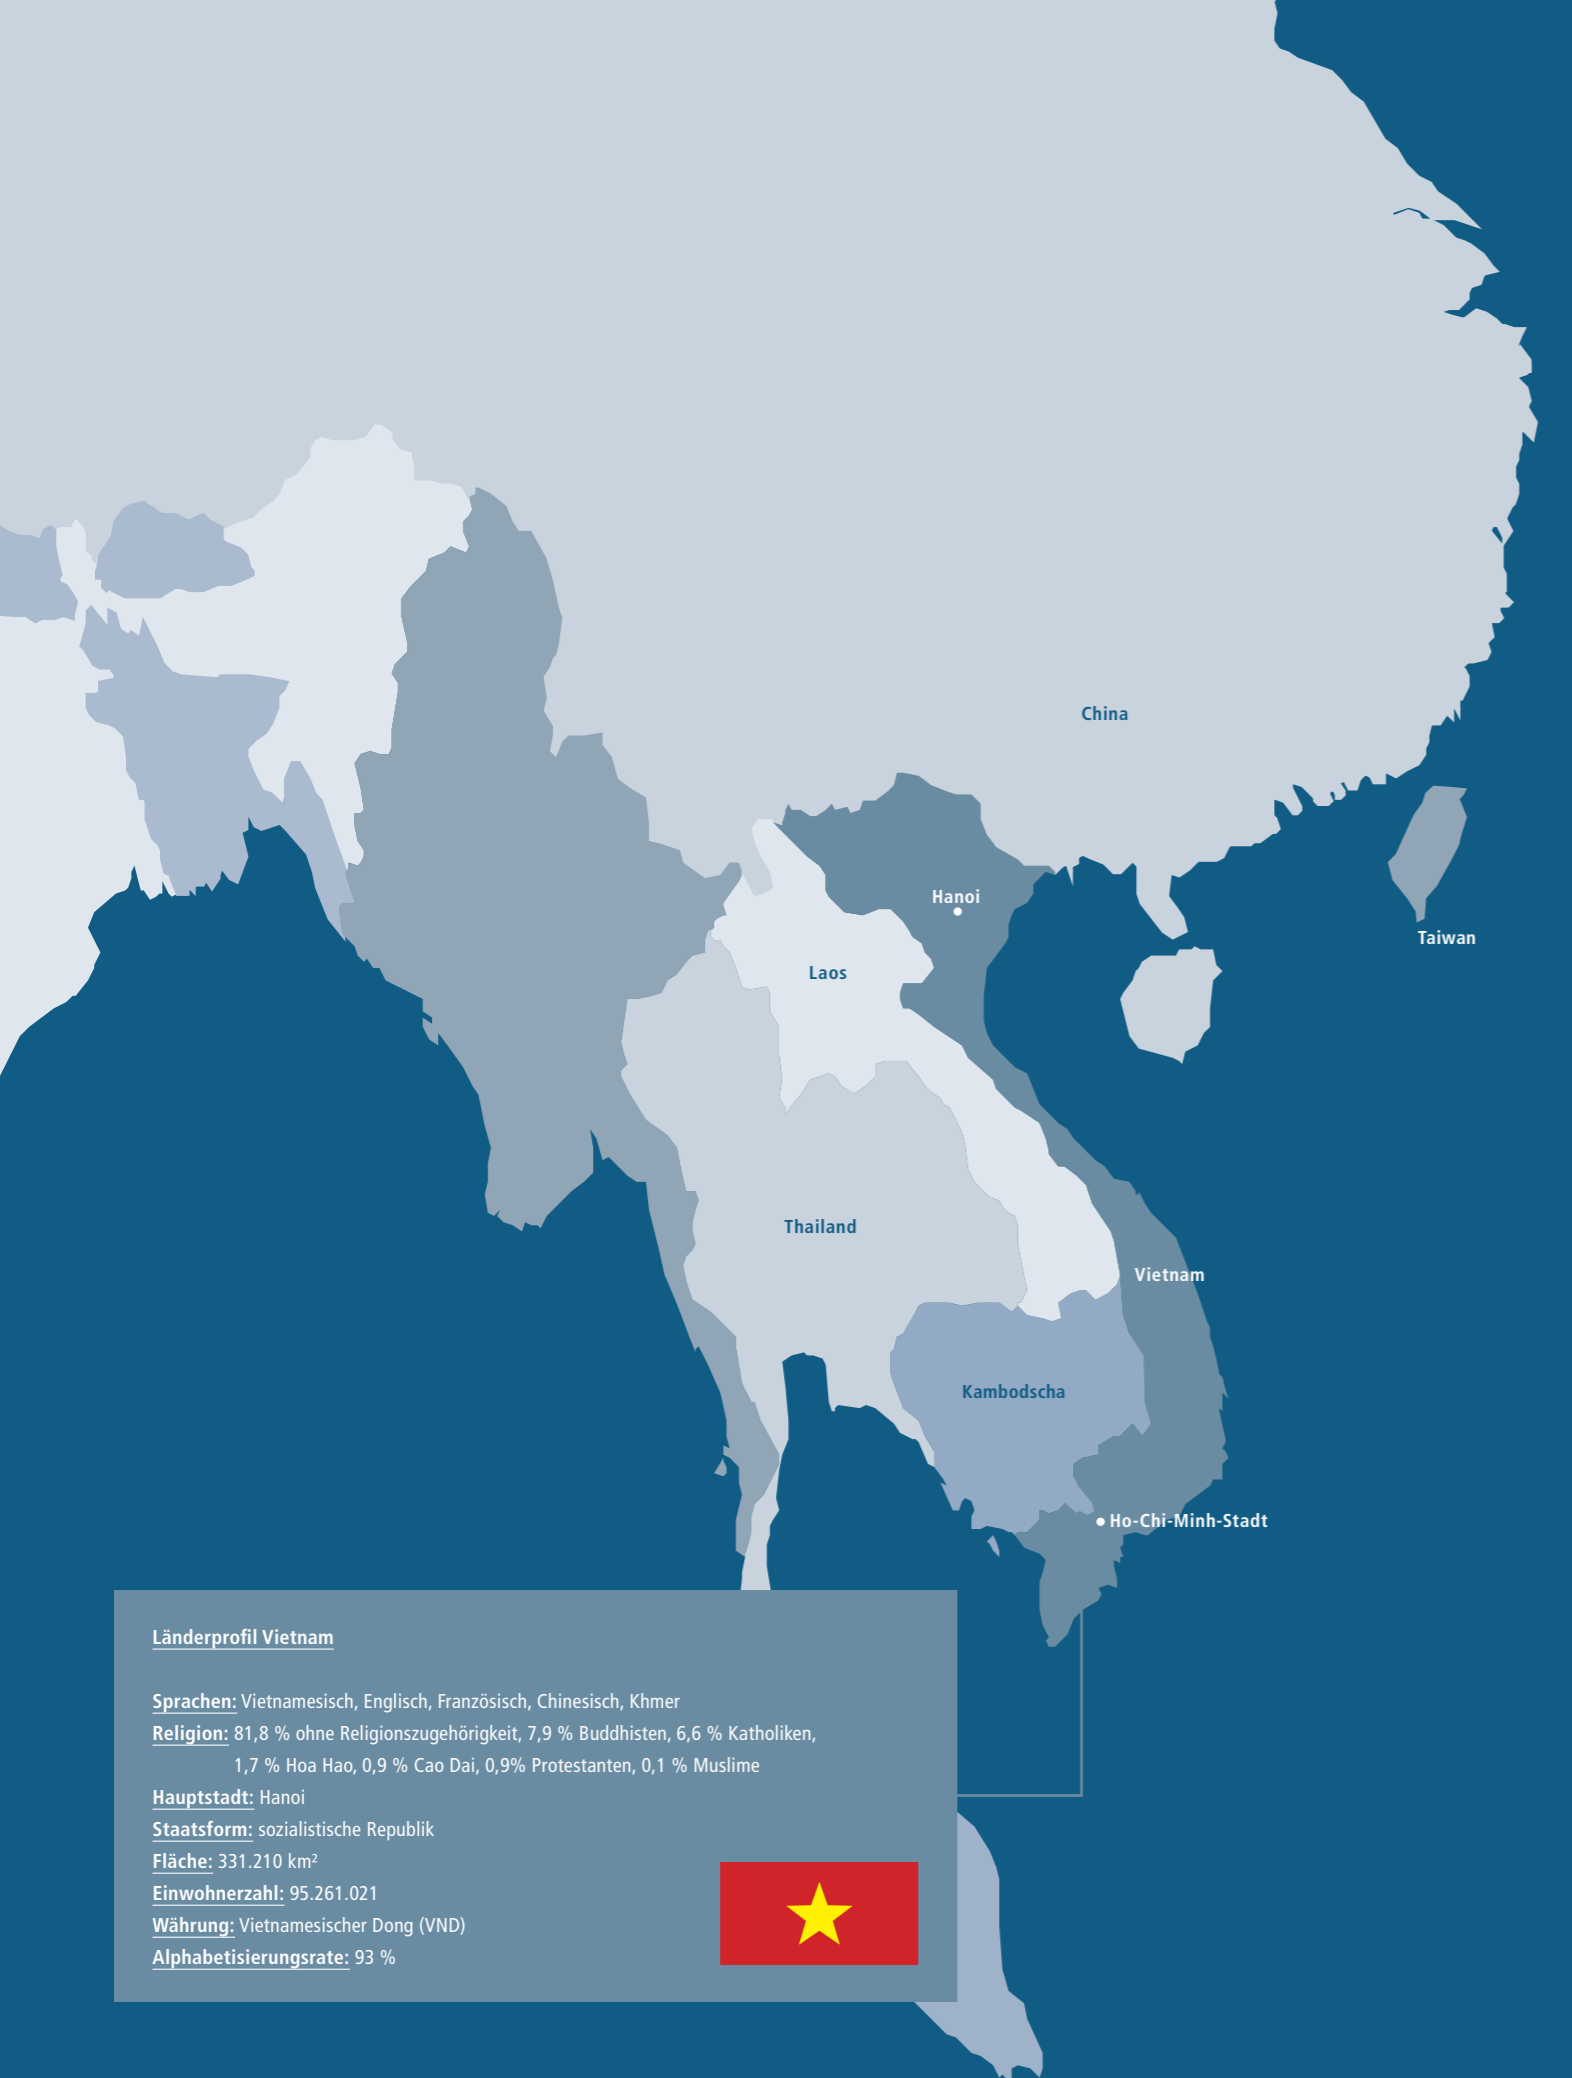 China
Hanoi
Taiwan
Laos
Thailand
Vietnam
Kambodscha
Ho-Chi-Minh-Stadt
Länderprofil Vietnam
Sprachen: Vietnamesisch, Englisch, Französisch, Chinesisch, Khmer
Religion: 81,8 % ohne Religionszugehörigkeit, 7,9 % Buddhisten, 6,6 % Katholiken,
1,7 % Hoa Hao, 0,9 % Cao Dai, 0,9% Protestanten, 0,1 % Muslime
Hauptstadt: Hanoi
Staatsform: sozialistische Republik
Fläche: 331.210 km²
Einwohnerzahl: 95.261.021
Währung: Vietnamesischer Dong (VND)
Alphabetisierungsrate: 93 %